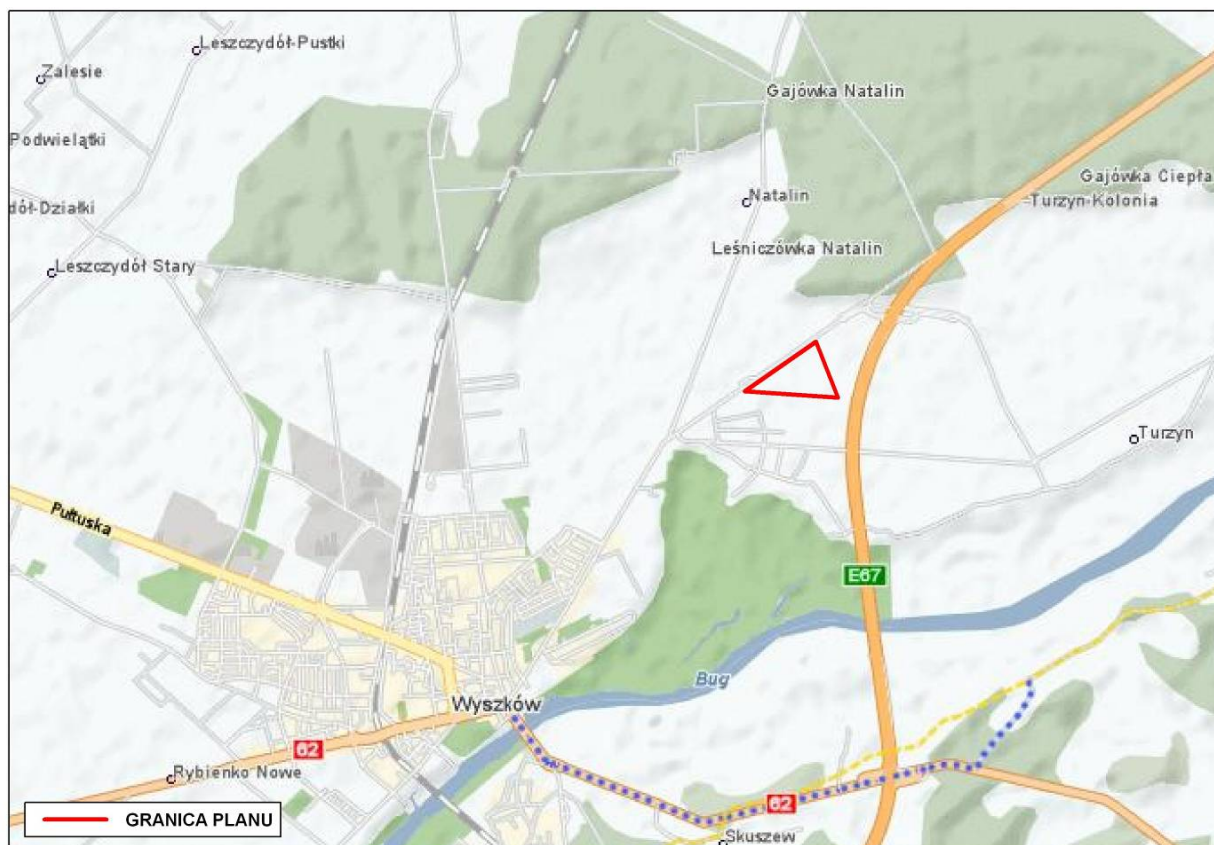 Leszczydół-Pustki
Zalesie
Gajówka Natalin
Podwielątki
Gajówka Ciepła
Natalin
Turzyn-Kolonia
dół-Działki
Leśniczówka Natalin
Leszczydół Stary
Turzyn
Pułtuska
E67
Bug
Wyszków
62
Rybienko Nowe
62
GRANICA PLANU
Skuszew